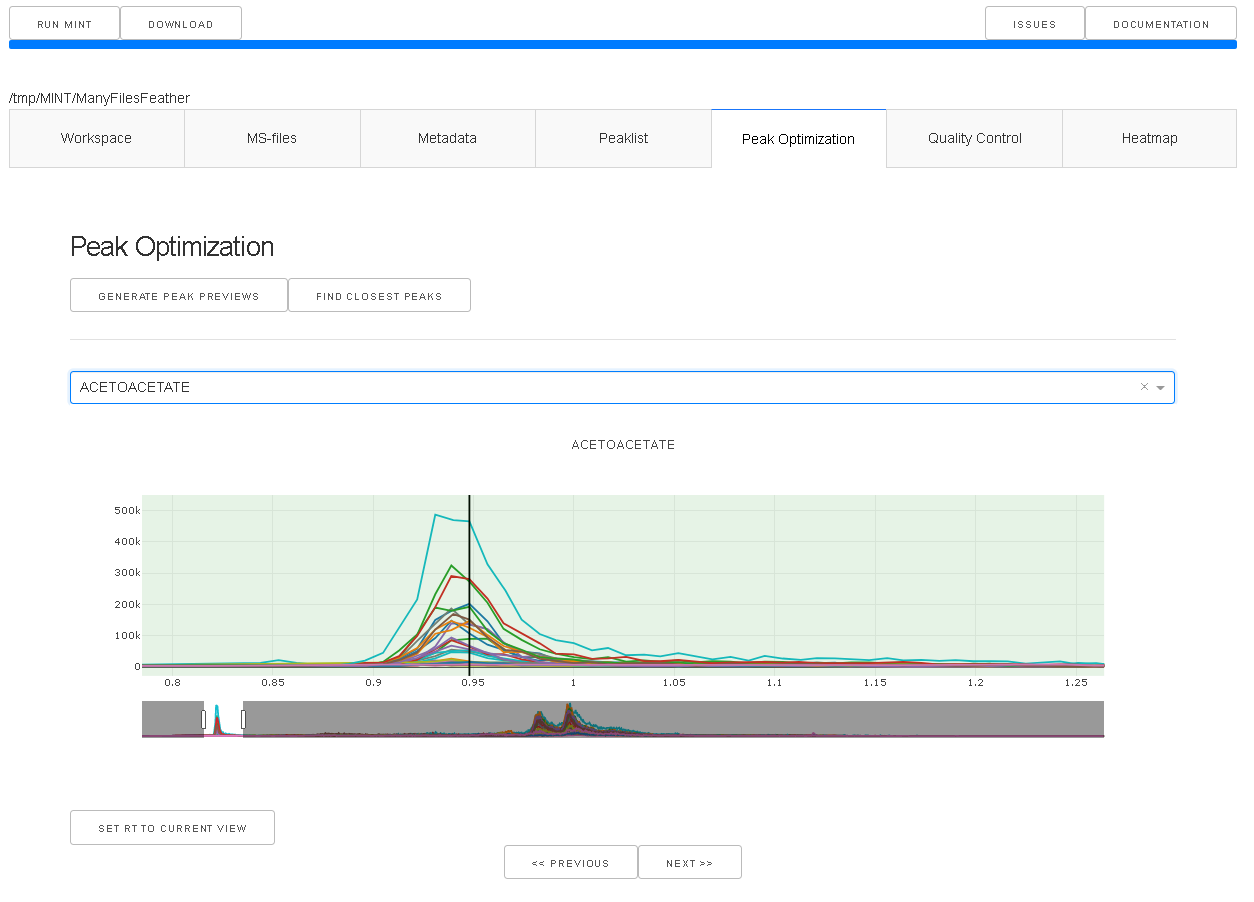 RUN MINT DOWNLOAD ISSUES DOCUMENTATION
/tmp/MINT/ManyFilesFeather
Workspace MS-files Metadata Peaklist Peak Optimization Quality Control Heatmap
Peak Optimization
GENERATE PEAK PREVIEWS FIND CLOSEST PEAKS
ACETOACETATE ×
ACETOACETATE
500k
400k
300k
200k
100k
0
0.8 0.85 0.9 0.95 1 1.05 1.1 1.15 1.2 1.25
SET RT TO CURRENT VIEW
<< PREVIOUS NEXT >>